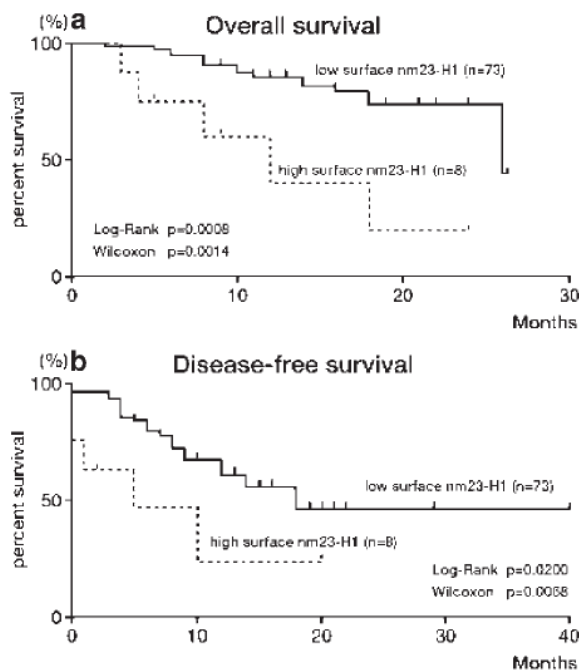 (%) a Overall survival
100
low surface nm23-H1 (n=73)
percent survival
50
high surface nm23-H1 (n=8)
Log-Rank p=0.0008
Wilcoxon p=0.0014
0
0 10 20 30
Months
(%) b Disease-free survival
100
percent survival
50
low surface nm23-H1 (n=73)
high surface nm23-H1 (n=8)
Log-Rank p=0.0200
Wilcoxon p=0.0068
0
0 10 20 30 40
Months